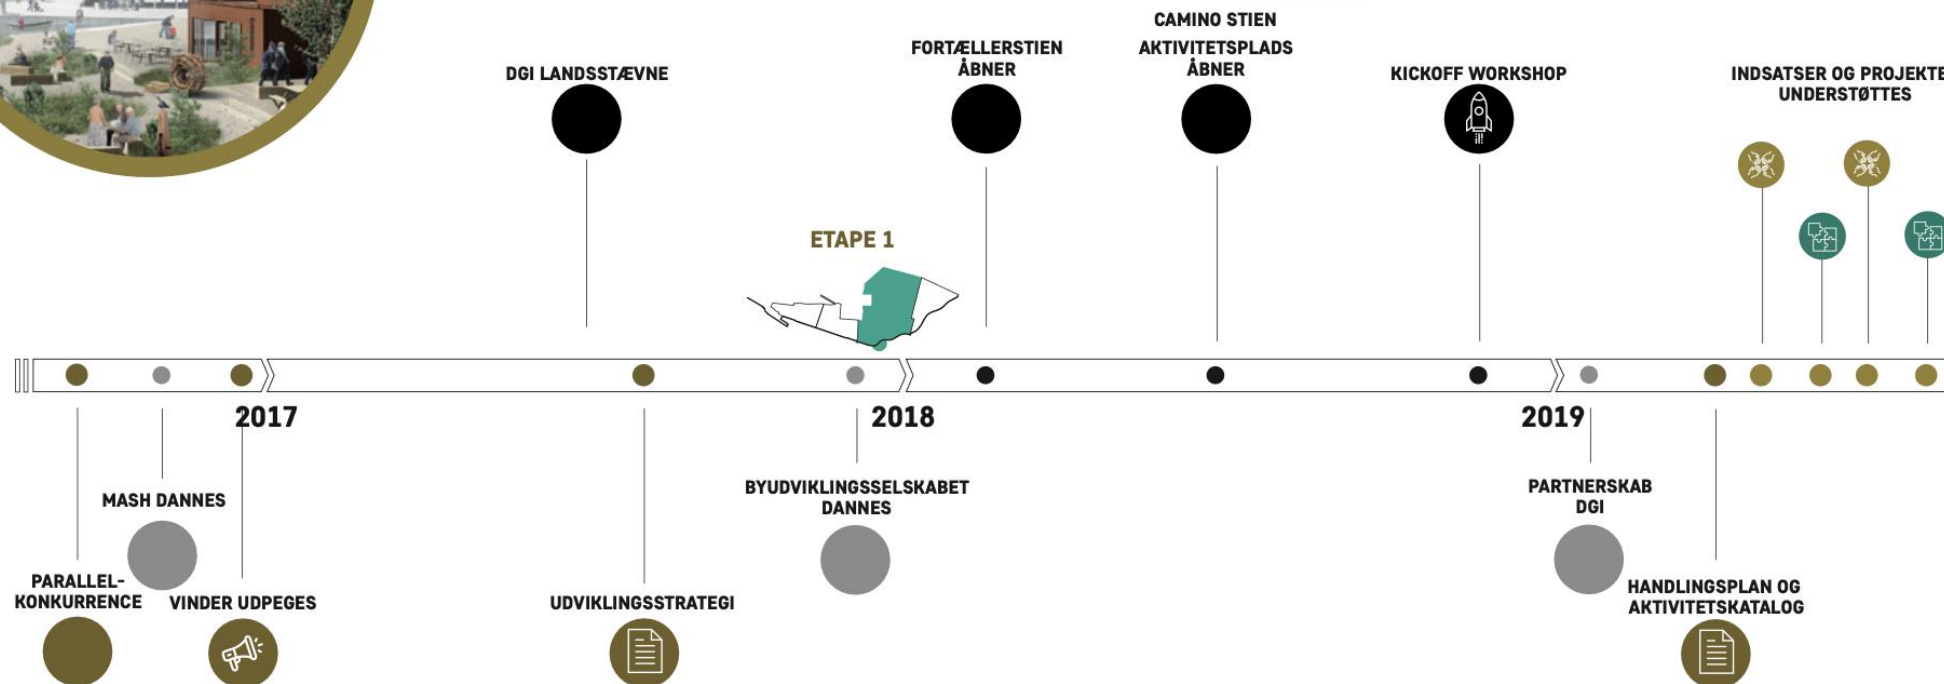 CAMINO STIEN
FORTÆLLERSTIEN
ÅBNER
AKTIVITETSPLADS
ÅBNER
DGI LANDSSTÆVNE
KICKOFF WORKSHOP
INDSATSER OG PROJEKTE
UNDERSTØTTES
ETAPE 1
2017
2018
2019
MASH DANNES
BYUDVIKLINGSSELSKABET
DANNES
PARTNERSKAB
DGI
PARALLEL-
KONKURRENCE
VINDER UDPEGES
UDVIKLINGSSTRATEGI
HANDLINGSPLAN OG
AKTIVITETSKATALOG